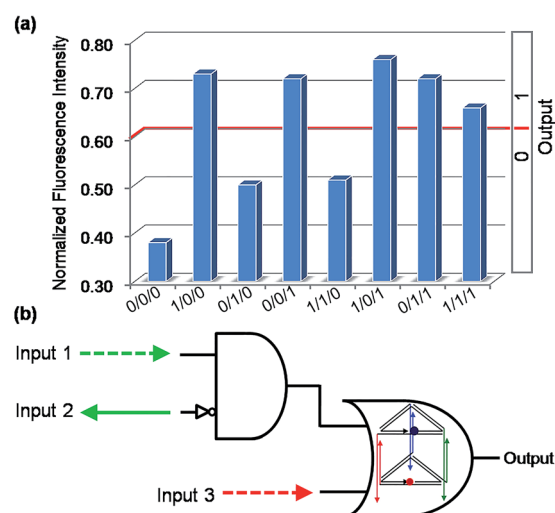 (a)
Normalized Fluorescence Intensity
0.80
0.70
0.60
0.50
0.40
0.30
0/0/0
1/0/0
0/1/0
0/0/1
1/1/0
1/0/1
0/1/1
1/1/1
1
0
Output
(b)
Input 1
Input 2
Input 3
Output